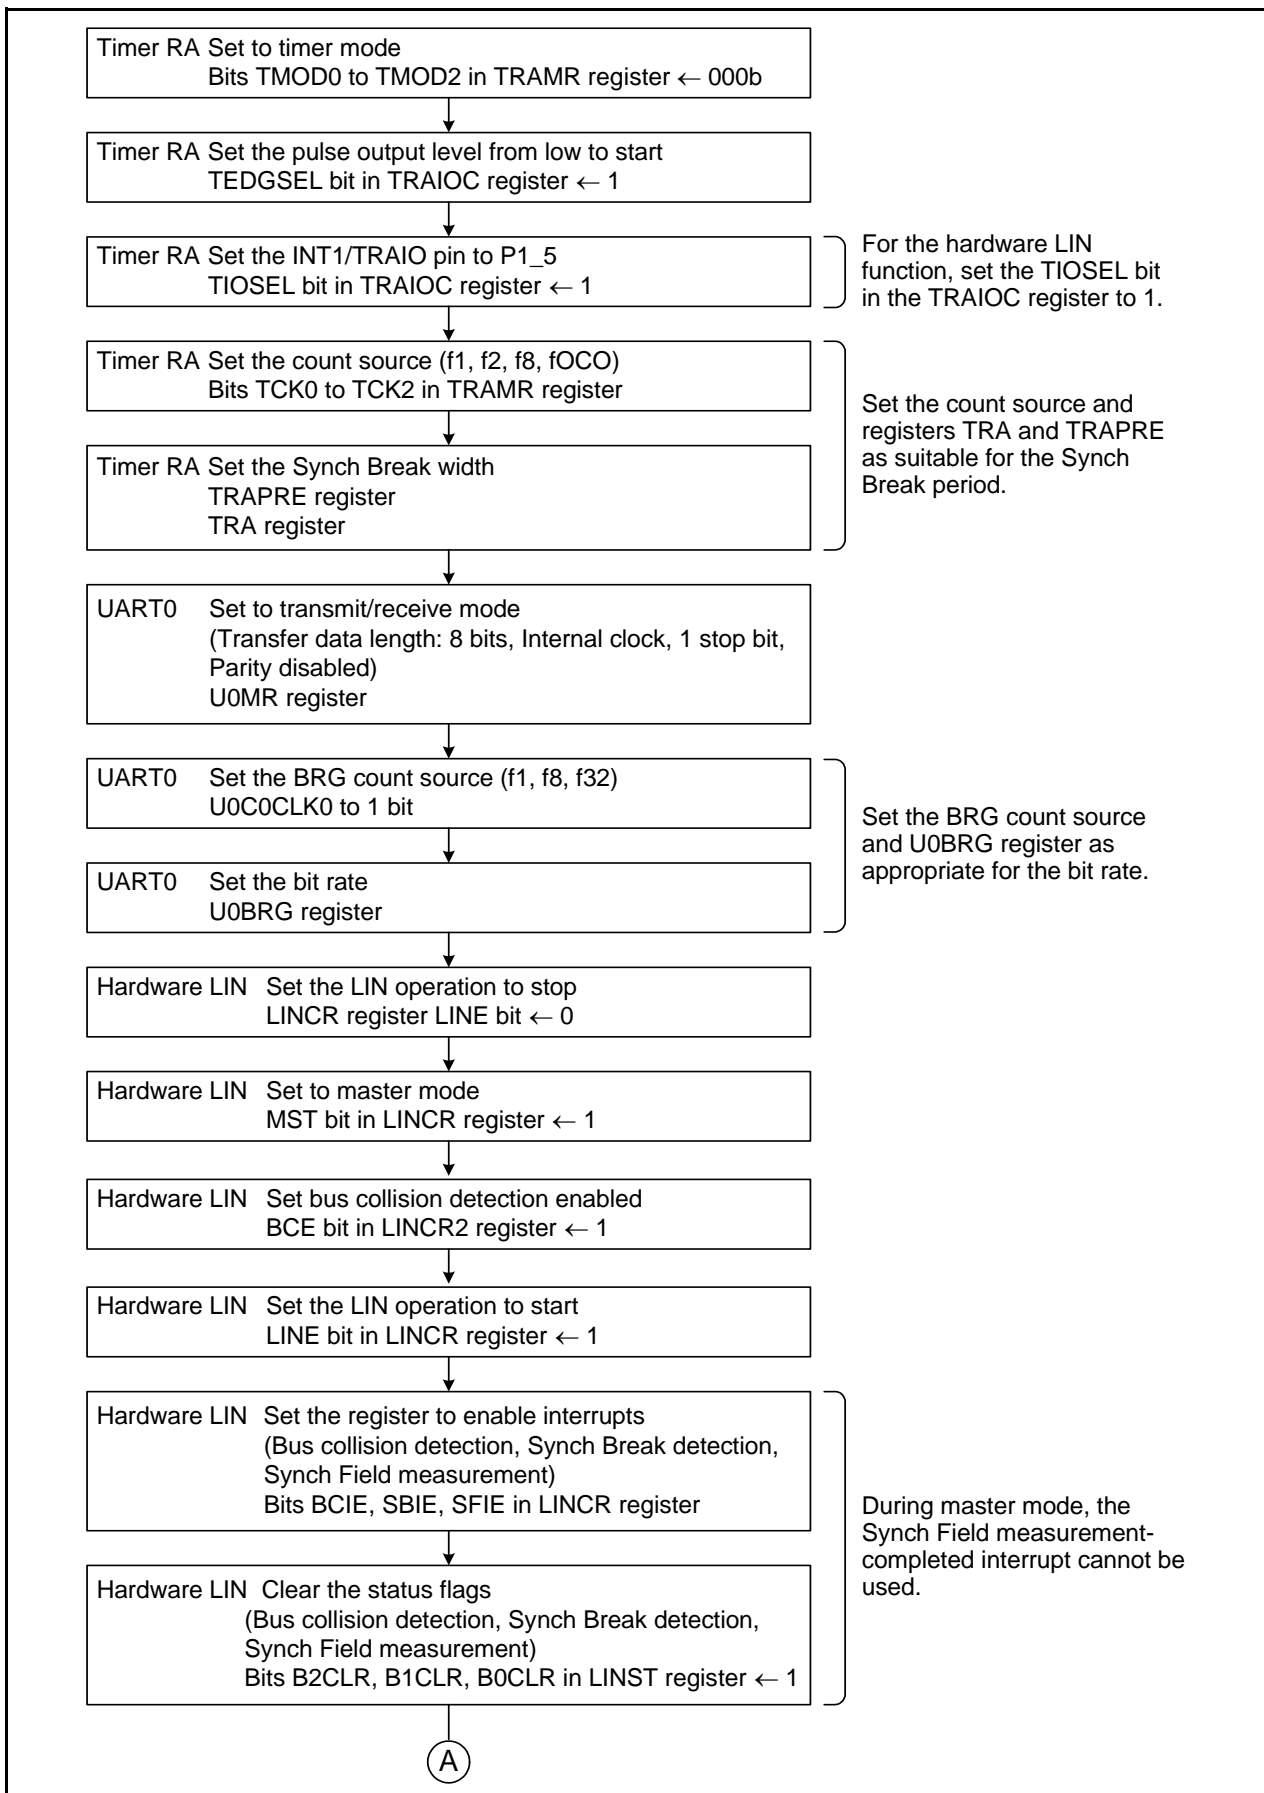 Timer RA Set to timer mode
Bits TMOD0 to TMOD2 in TRAMR register ← 000b
Timer RA Set the pulse output level from low to start
TEDGSEL bit in TRAIOC register ← 1
Timer RA Set the INT1/TRAIO pin to P1_5
TIOSEL bit in TRAIOC register ← 1
For the hardware LIN
function, set the TIOSEL bit
in the TRAIOC register to 1.
Timer RA Set the count source (f1, f2, f8, fOCO)
Bits TCK0 to TCK2 in TRAMR register
Timer RA Set the Synch Break width
TRAPRE register
TRA register
Set the count source and
registers TRA and TRAPRE
as suitable for the Synch
Break period.
UART0 Set to transmit/receive mode
(Transfer data length: 8 bits, Internal clock, 1 stop bit,
Parity disabled)
U0MR register
UART0 Set the BRG count source (f1, f8, f32)
U0C0CLK0 to 1 bit
UART0 Set the bit rate
U0BRG register
Set the BRG count source
and U0BRG register as
appropriate for the bit rate.
Hardware LIN Set the LIN operation to stop
LINCR register LINE bit ← 0
Hardware LIN Set to master mode
MST bit in LINCR register ← 1
Hardware LIN Set bus collision detection enabled
BCE bit in LINCR2 register ← 1
Hardware LIN Set the LIN operation to start
LINE bit in LINCR register ← 1
Hardware LIN Set the register to enable interrupts
(Bus collision detection, Synch Break detection,
Synch Field measurement)
Bits BCIE, SBIE, SFIE in LINCR register
Hardware LIN Clear the status flags
(Bus collision detection, Synch Break detection,
Synch Field measurement)
Bits B2CLR, B1CLR, B0CLR in LINST register ← 1
During master mode, the
Synch Field measurement-
completed interrupt cannot be
used.
A